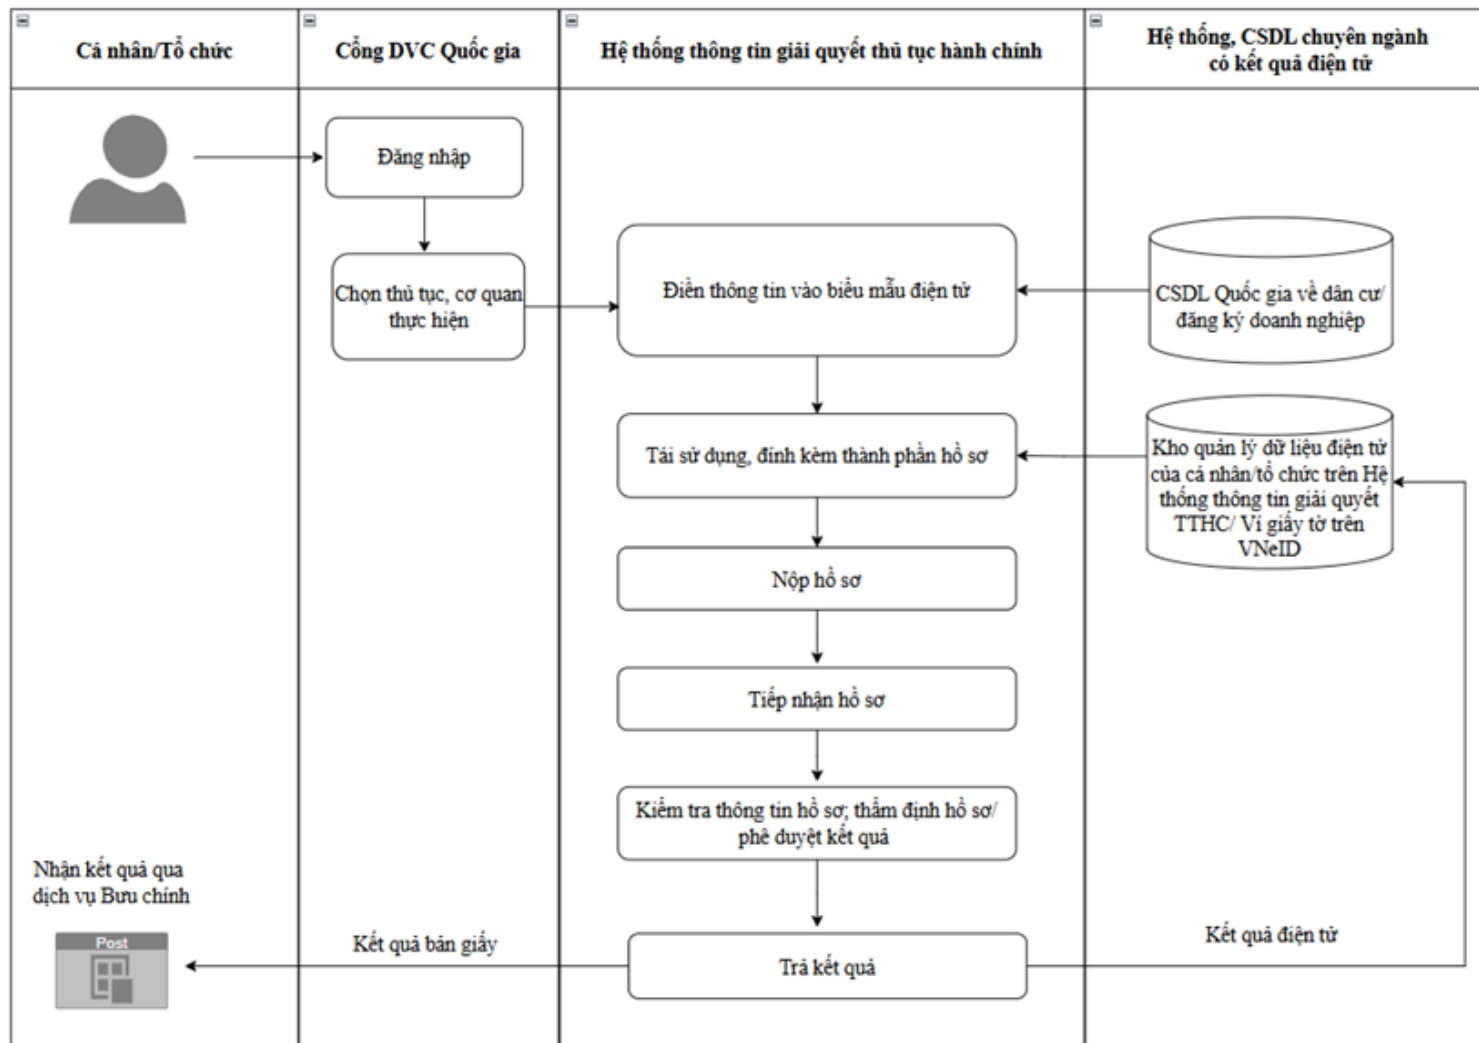 Cá nhân/Tổ chức
Cổng DVC Quốc gia
Hệ thống thông tin giải quyết thủ tục hành chính
Hệ thống, CSDL chuyên ngành
có kết quả điện tử
Đăng nhập
Chọn thủ tục, cơ quan
thực hiện
Điền thông tin vào biểu mẫu điện tử
CSDL Quốc gia về dân cư/
đăng ký doanh nghiệp
Tái sử dụng, đính kèm thành phần hồ sơ
Kho quản lý dữ liệu điện tử
của cá nhân/tổ chức trên Hệ
thống thông tin giải quyết
TTHC/ Ví giấy tờ trên
VNeID
Nộp hồ sơ
Tiếp nhận hồ sơ
Kiểm tra thông tin hồ sơ; thẩm định hồ sơ/
phê duyệt kết quả
Nhận kết quả qua
dịch vụ Bưu chính
Post
Kết quả bản giấy
Trả kết quả
Kết quả điện tử